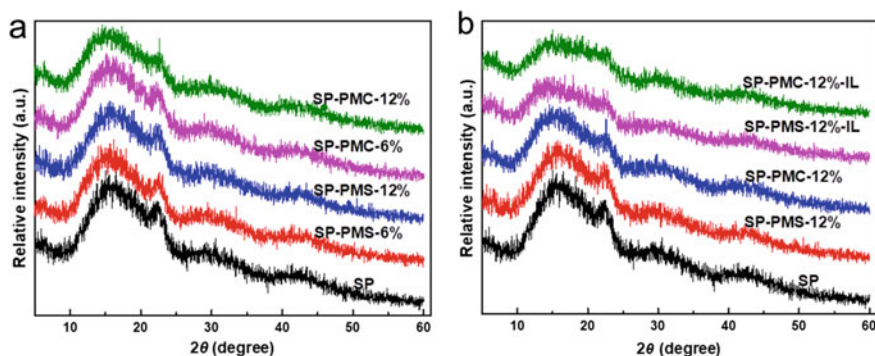 a
Relative intensity (a.u.)
SP-PMC-12%
SP-PMC-6%
SP-PMS-12%
SP-PMS-6%
SP
10 20 30 40 50 60
2θ (degree)
b
Relative intensity (a.u.)
SP-PMC-12%-IL
SP-PMS-12%-IL
SP-PMC-12%
SP-PMS-12%
SP
10 20 30 40 50 60
2θ (degree)